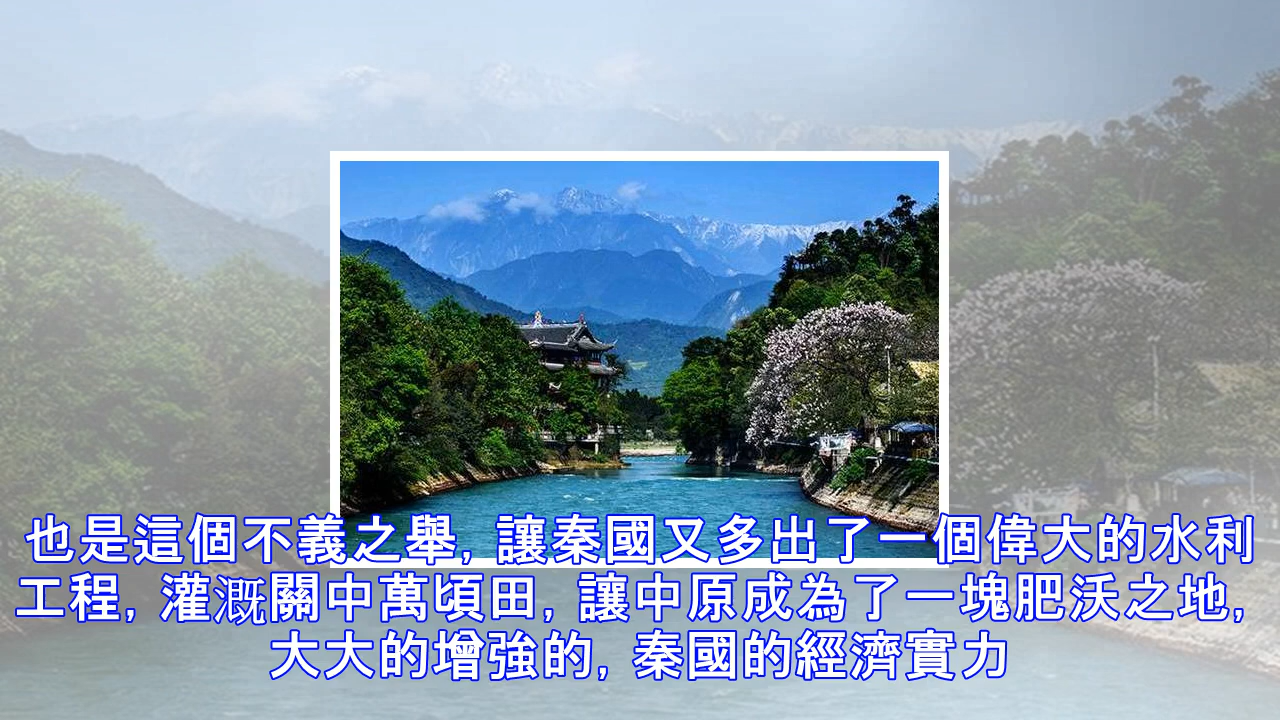 也是這個不義之舉, 讓秦國又多出了一個偉大的水利
工程, 灌溉關中萬頃田, 讓中原成為了一塊肥沃之地,
大大的增強的, 秦國的經濟實力